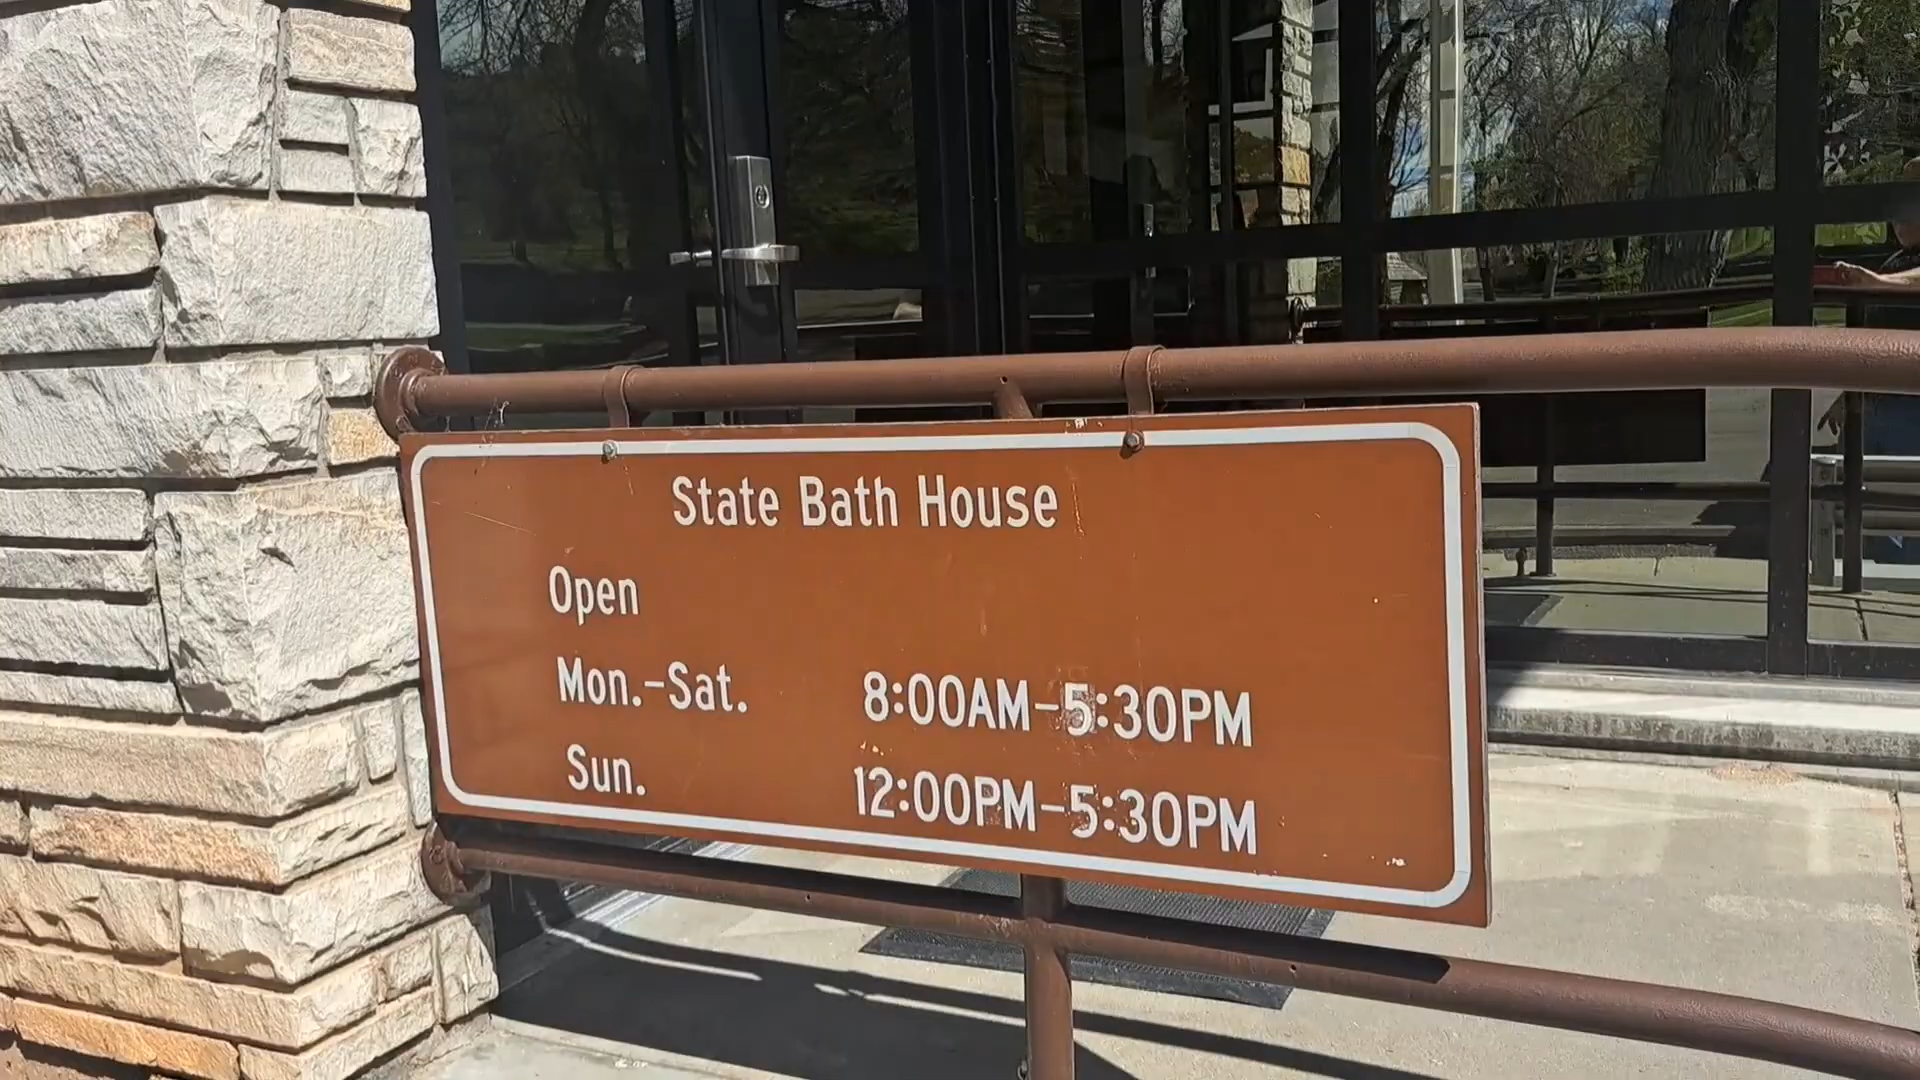 State Bath House
Open
Mon.-Sat. 8:00AM-5:30PM
Sun. 12:00PM-5:30PM